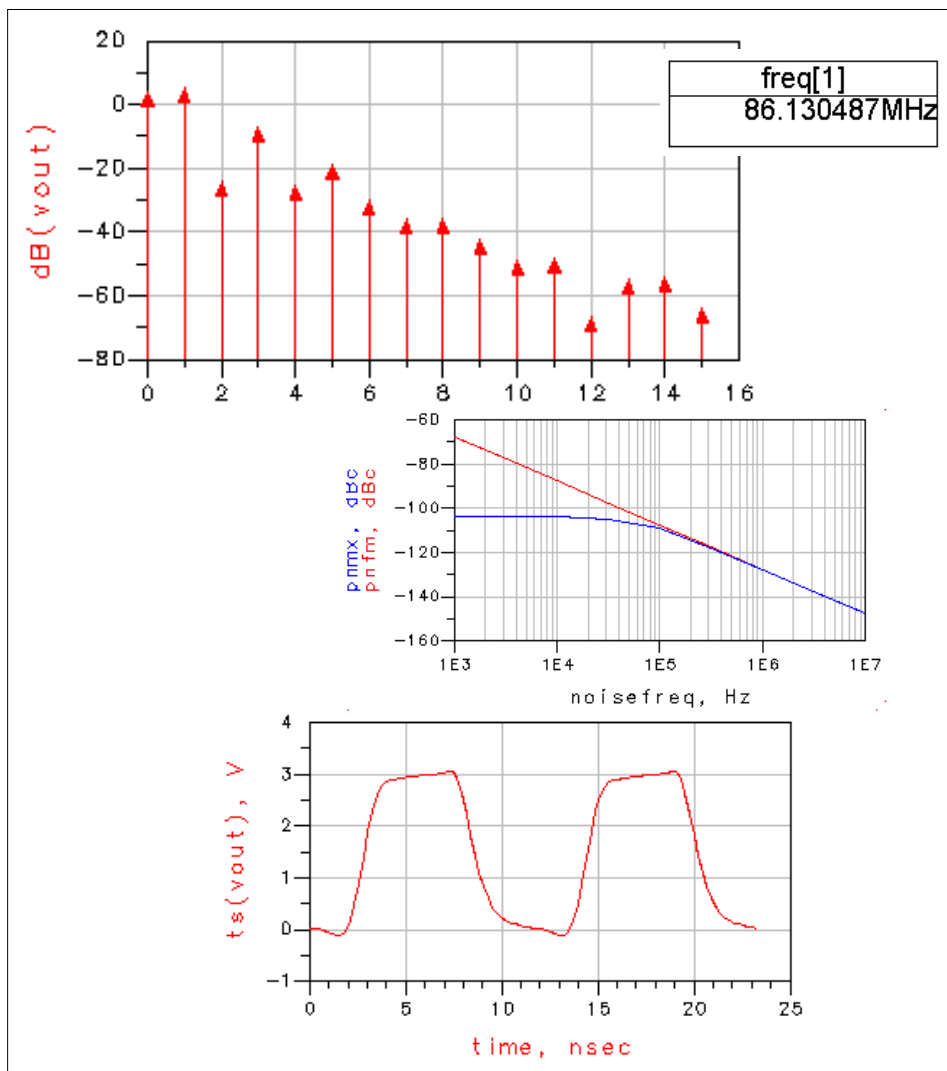 20
0
-20
-40
-60
-80
dB(vout)
0 2 4 6 8 10 12 14 16
freq[1]
86.130487MHz
-60
-80
-100
-120
-140
-160
pnmx, dBc
pnfm, dBc
1E3 1E4 1E5 1E6 1E7
noisefreq, Hz
4
3
2
1
0
-1
ts(vout), V
0 5 10 15 20 25
time, nsec